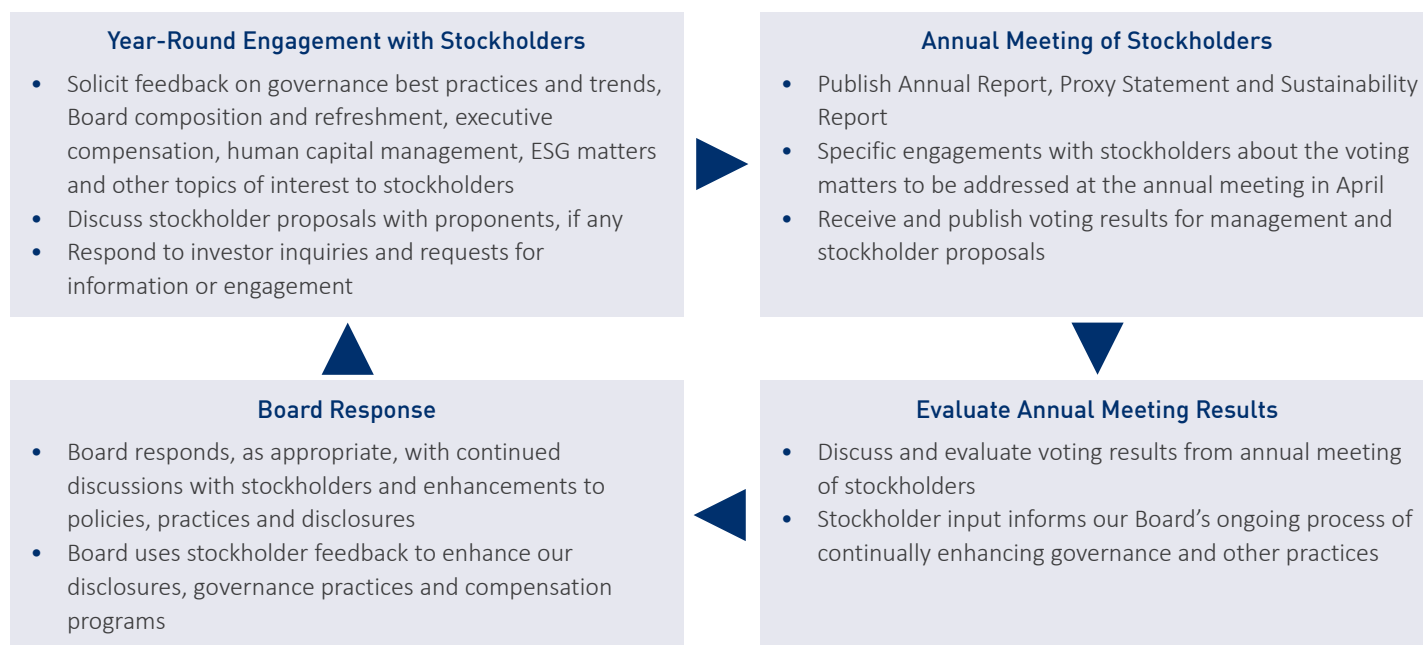 Year-Round Engagement with Stockholders
• Solicit feedback on governance best practices and trends,
Board composition and refreshment, executive
compensation, human capital management, ESG matters
and other topics of interest to stockholders
• Discuss stockholder proposals with proponents, if any
• Respond to investor inquiries and requests for
information or engagement
Annual Meeting of Stockholders
• Publish Annual Report, Proxy Statement and Sustainability
Report
• Specific engagements with stockholders about the voting
matters to be addressed at the annual meeting in April
• Receive and publish voting results for management and
stockholder proposals
Evaluate Annual Meeting Results
• Discuss and evaluate voting results from annual meeting
of stockholders
• Stockholder input informs our Board’s ongoing process of
continually enhancing governance and other practices
Board Response
• Board responds, as appropriate, with continued
discussions with stockholders and enhancements to
policies, practices and disclosures
• Board uses stockholder feedback to enhance our
disclosures, governance practices and compensation
programs